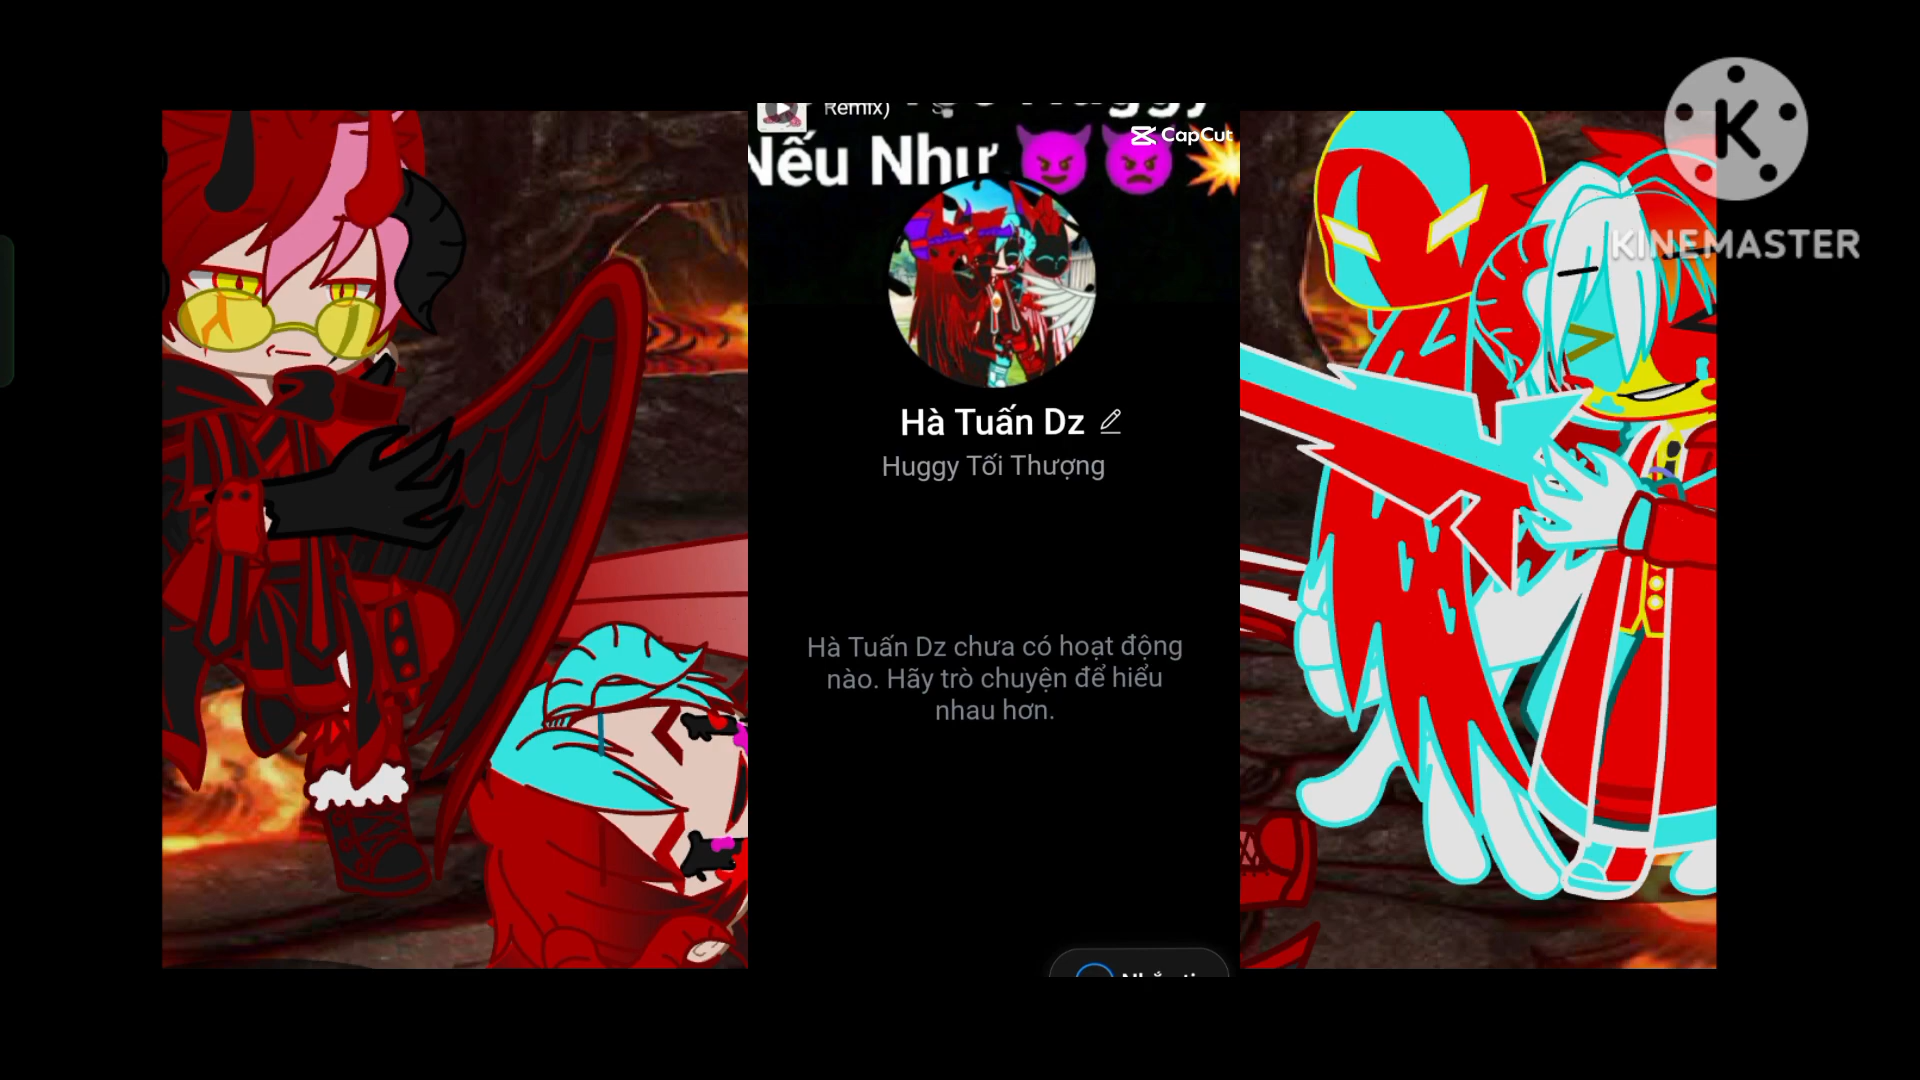 Remix)
Nếu Như
CapCut
KINEMASTER
Hà Tuấn Dz
Huggy Tối Thượng
Hà Tuấn Dz chưa có hoạt động
nào. Hãy trò chuyện để hiểu
nhau hơn.